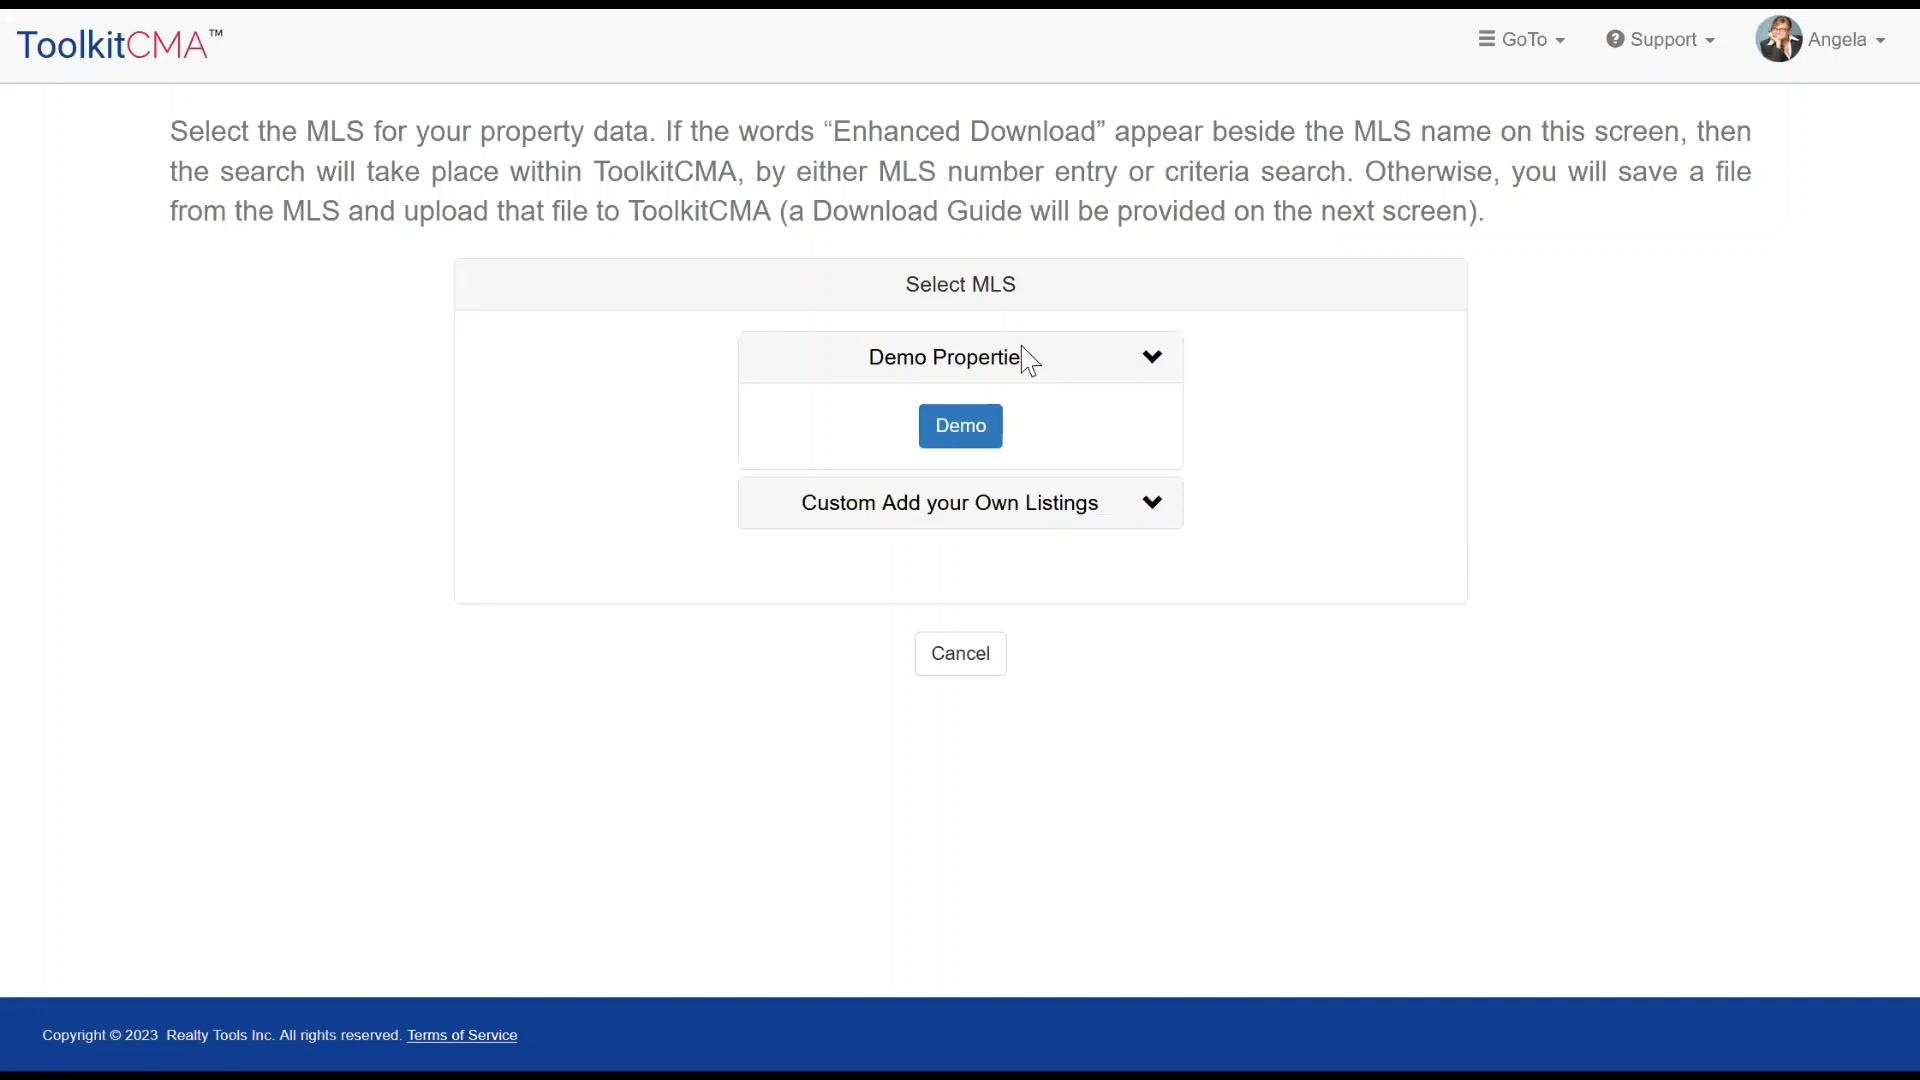 ToolkitCMA™
GoTo
Support
Angela
Select the MLS for your property data. If the words “Enhanced Download” appear beside the MLS name on this screen, then
the search will take place within ToolkitCMA, by either MLS number entry or criteria search. Otherwise, you will save a file
from the MLS and upload that file to ToolkitCMA (a Download Guide will be provided on the next screen).
Select MLS
Demo Propertie
Demo
Custom Add your Own Listings
Cancel
Copyright © 2023 Realty Tools Inc. All rights reserved. Terms of Service